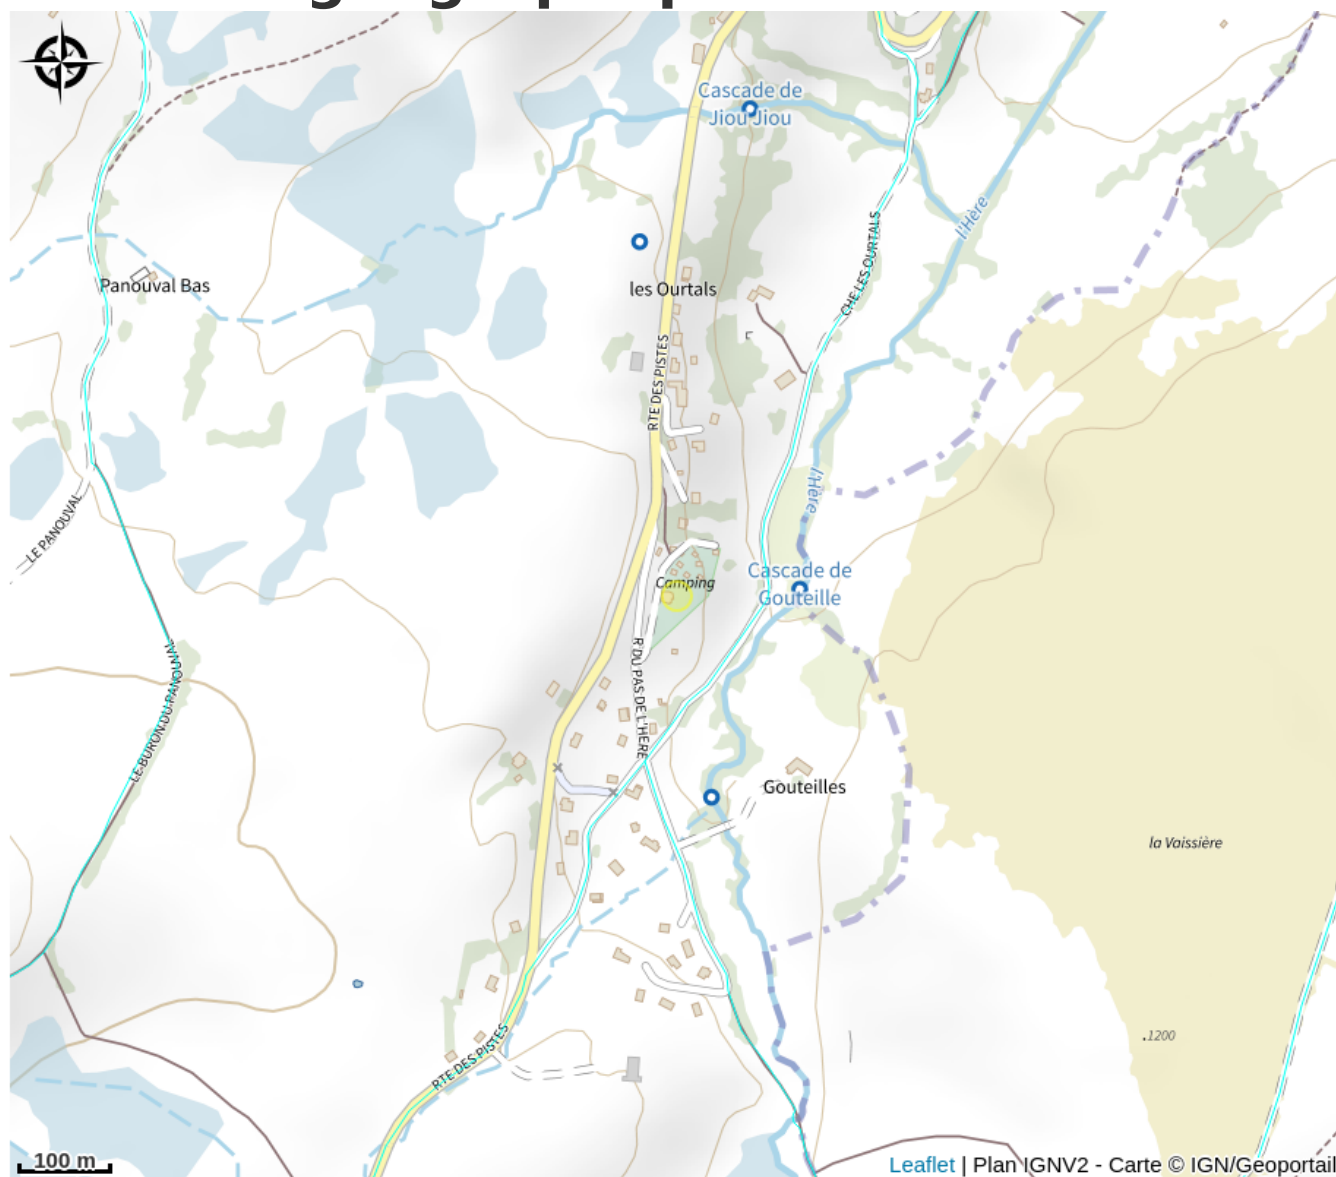 Cascade de
Jiou Jiou
l'Hère
CHE LES OURTALS
Panouval Bas
les Ourtals
RTE DES PISTES
l'Hère
LE PANOUVAL
Cascade de
Gouteille
Camping
R DU PAS DE L'HERE
LE BURON DU PANOUVAL
Gouteilles
la Vaissière
.1200
RTE DES PISTES
100 m
Leaflet | Plan IGNV2 - Carte © IGN/Geoportail